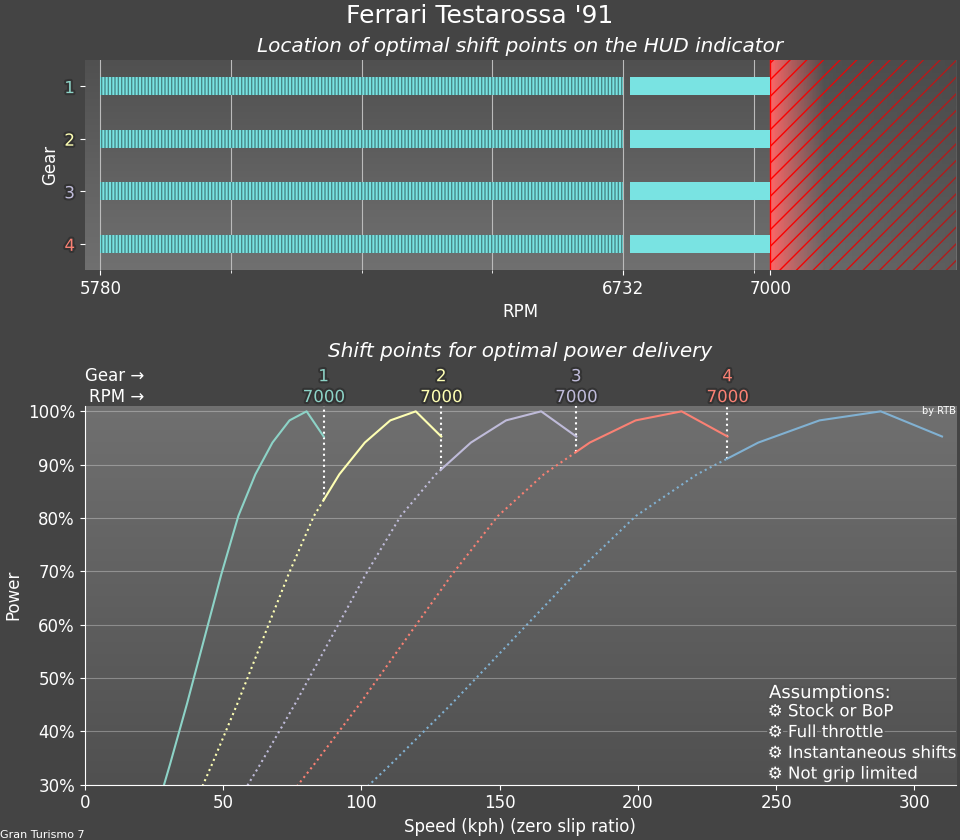 Ferrari Testarossa '91
Location of optimal shift points on the HUD indicator
Gear
1
2
3
4
5780 6732 7000
RPM
Shift points for optimal power delivery
Gear → 1 2 3 4
RPM → 7000 7000 7000 7000
by RTB
Power
100%
90%
80%
70%
60%
50%
40%
30%
Assumptions:
⚙ Stock or BoP
⚙ Full throttle
⚙ Instantaneous shifts
⚙ Not grip limited
0 50 100 150 200 250 300
Speed (kph) (zero slip ratio)
Gran Turismo 7